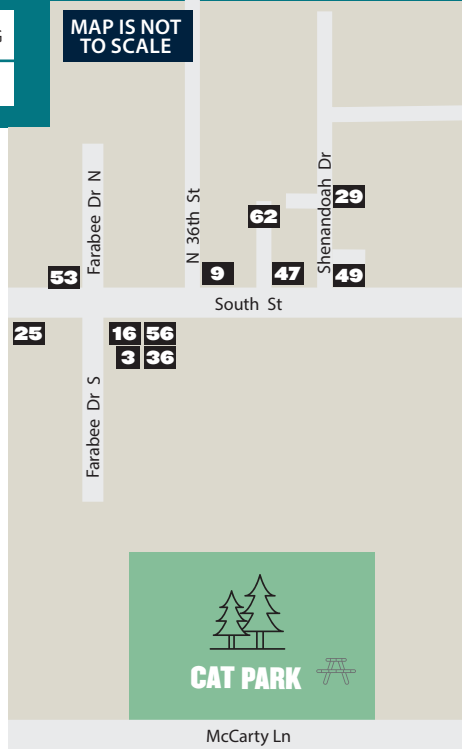 G
MAP IS NOT
TO SCALE
Farabee Dr N
N 36th St
Shenandoah Dr
29
62
53
9
47
49
South St
25
16 56
3 36
Farabee Dr S
CAT PARK
McCarty Ln